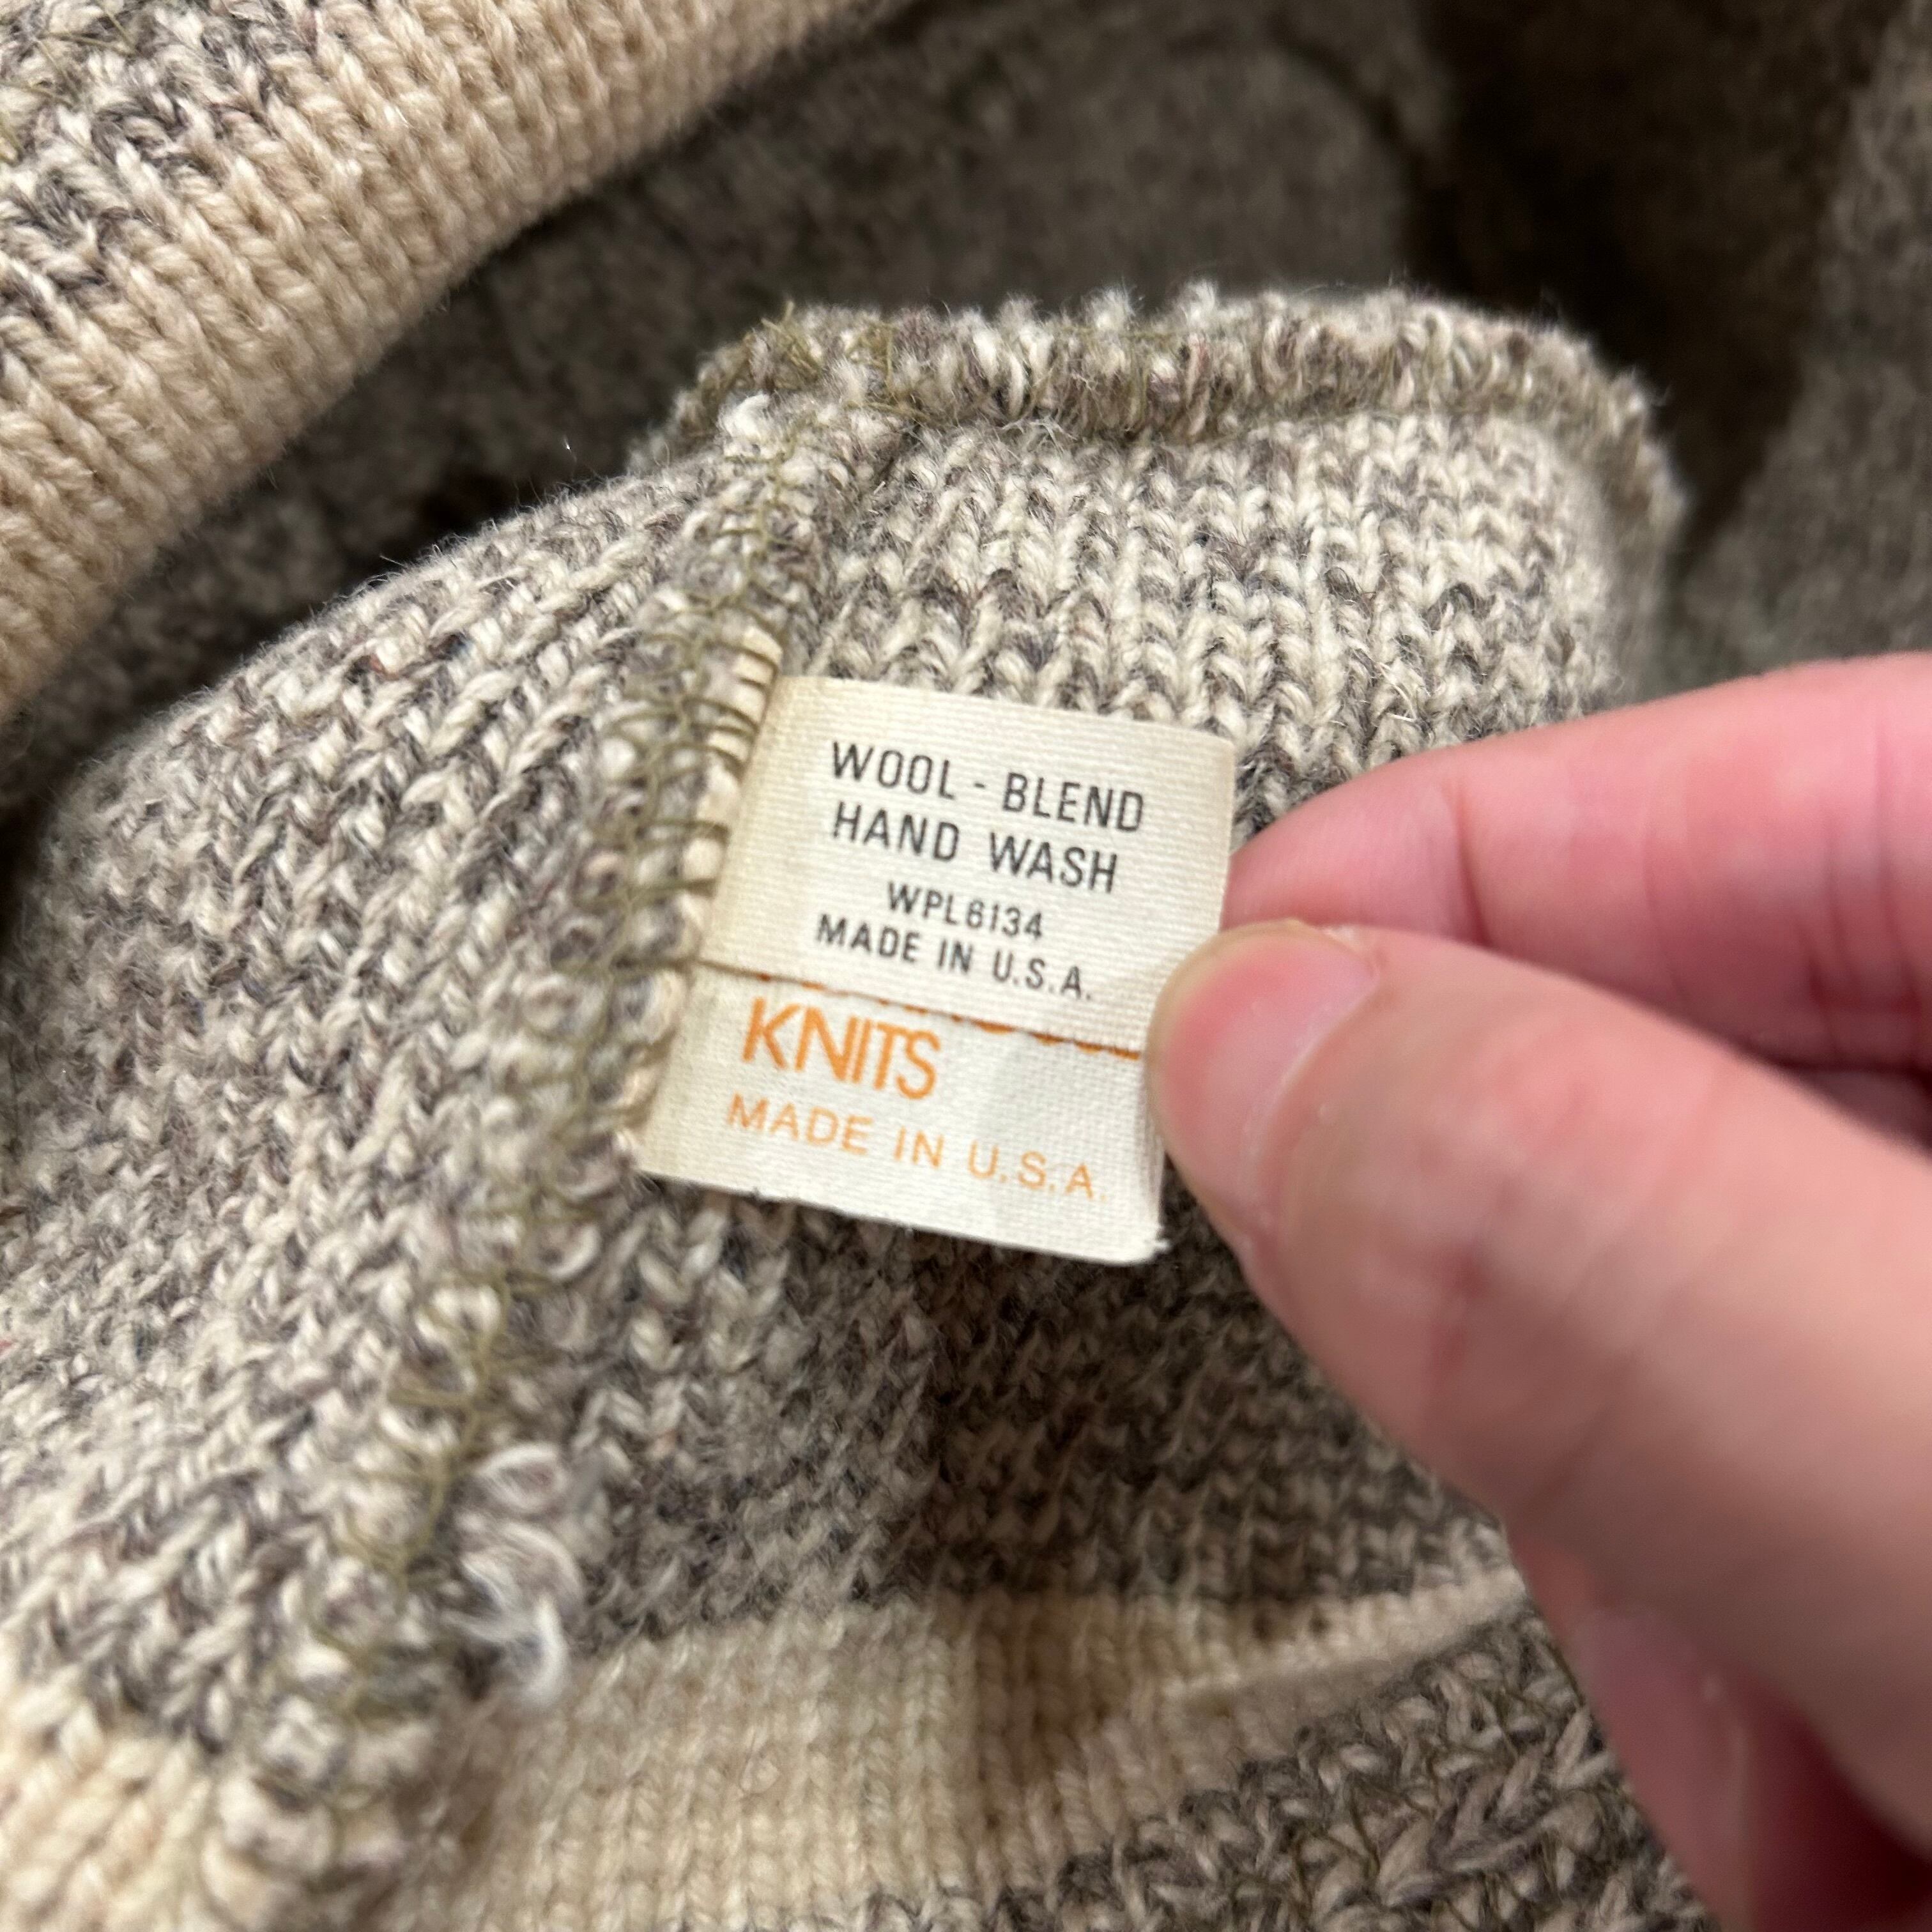 WOOL - BLEND
HAND WASH
WPL6134
MADE IN U.S.A.
KNITS
MADE IN U.S.A.